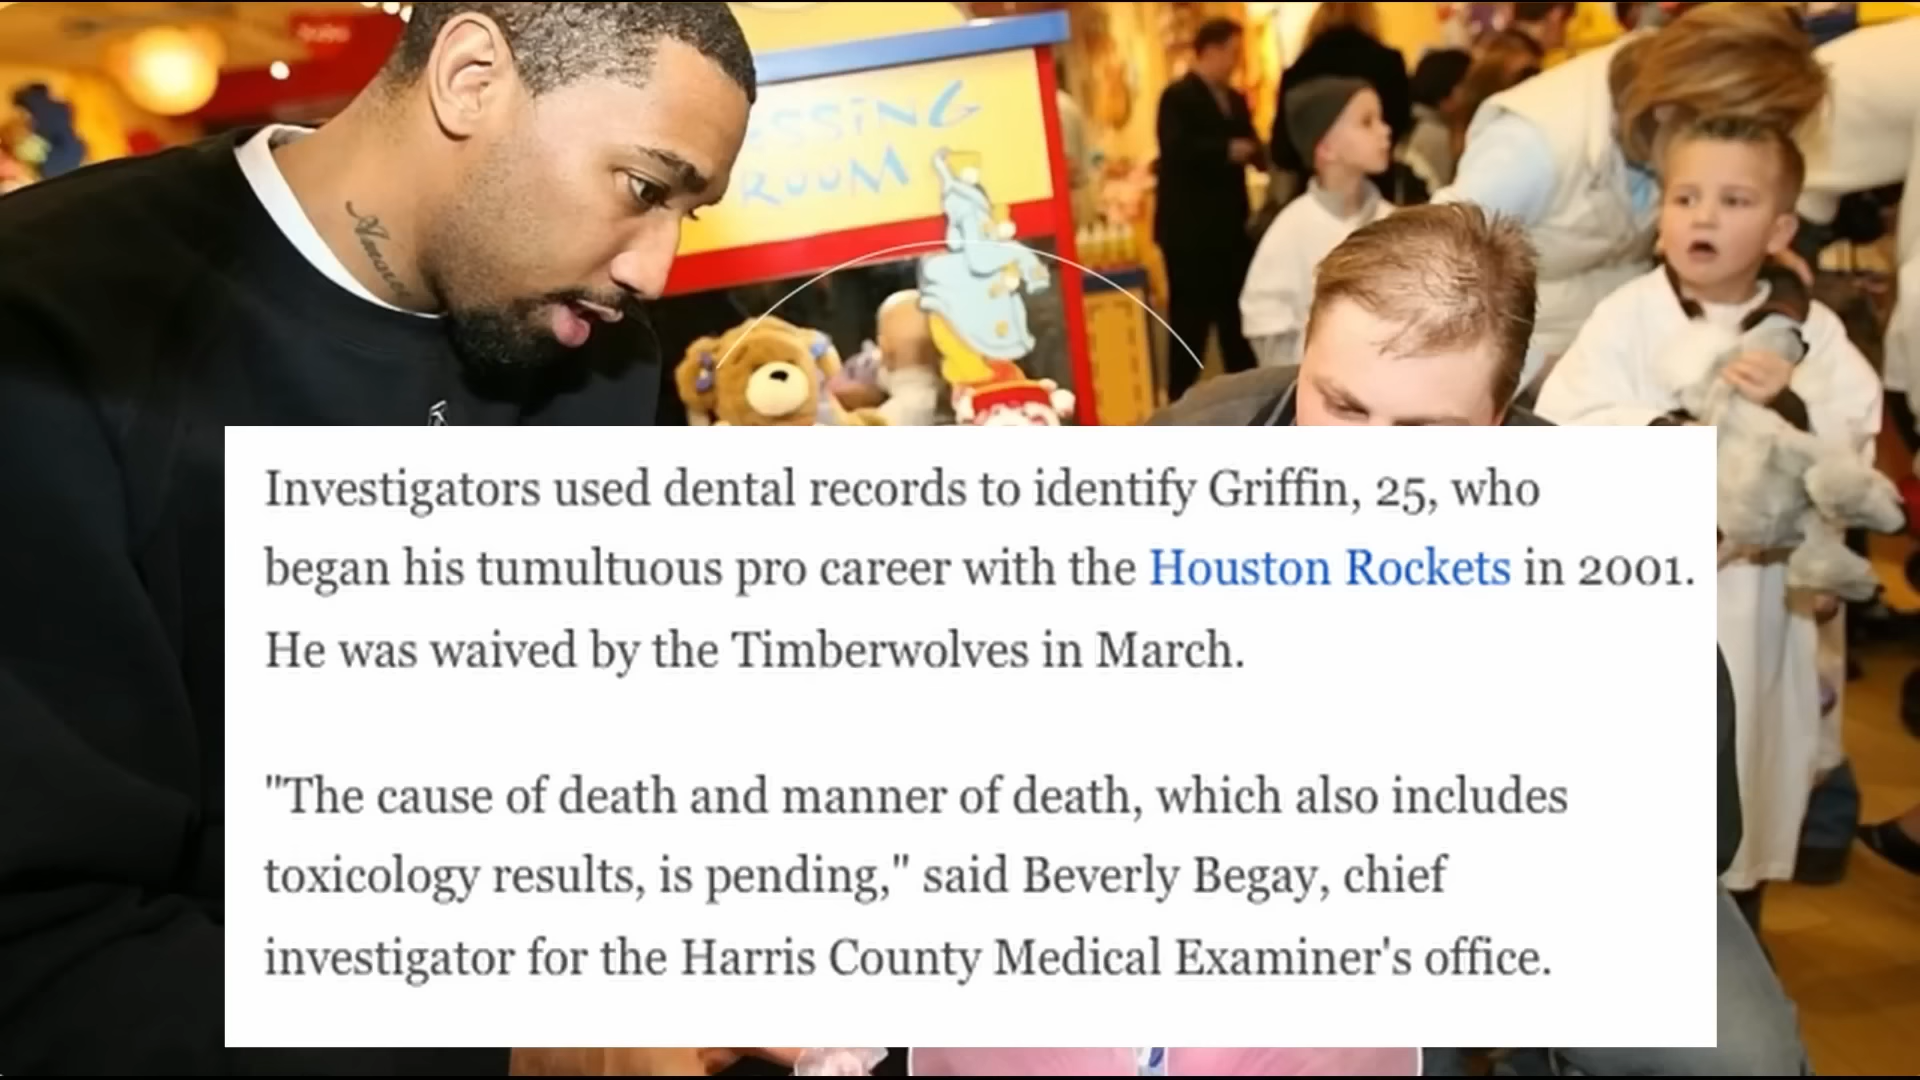 SSiNG
ROOM
Investigators used dental records to identify Griffin, 25, who
began his tumultuous pro career with the Houston Rockets in 2001.
He was waived by the Timberwolves in March.
"The cause of death and manner of death, which also includes
toxicology results, is pending," said Beverly Begay, chief
investigator for the Harris County Medical Examiner's office.